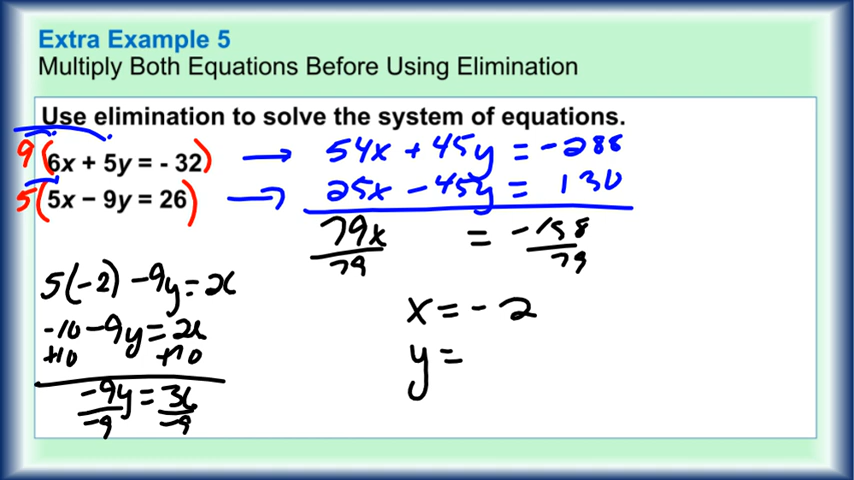 Extra Example 5
Multiply Both Equations Before Using Elimination
Use elimination to solve the system of equations.
9(6x + 5y = - 32) → 54x + 45y = -288
5(5x − 9y = 26) → 25x - 45y = 130
79x = -158
79 79
5(-2) -9y = 26
-10 -9y = 26
+10 +10
-9y = 36
-9 -9
x = -2
y =